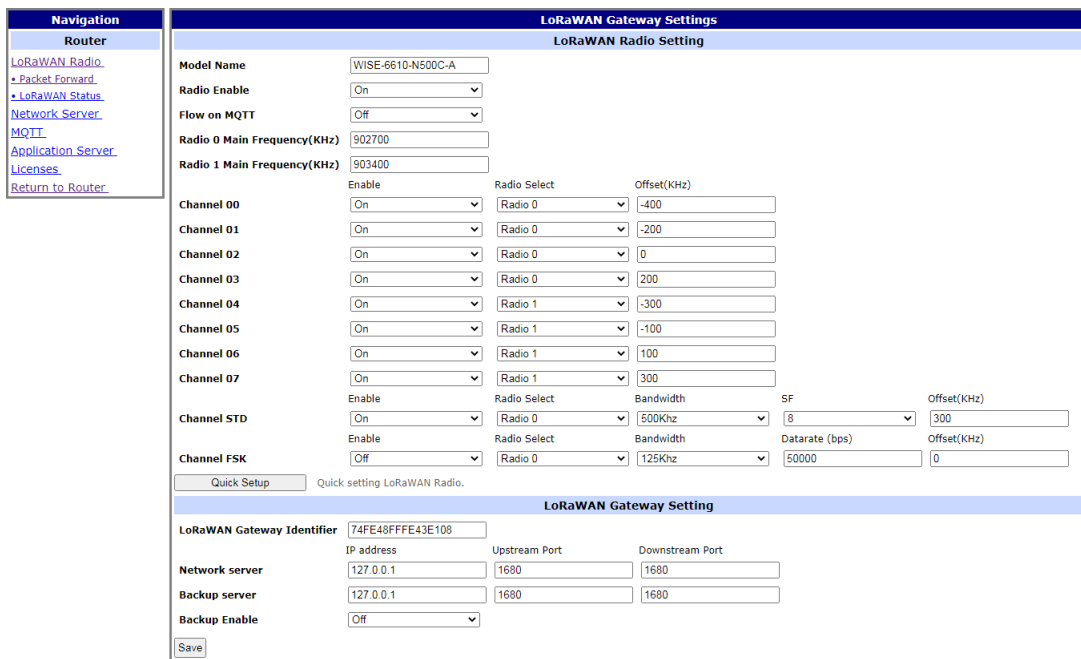 Navigation
Router
LoRaWAN Radio
• Packet Forward
• LoRaWAN Status
Network Server
MQTT
Application Server
Licenses
Return to Router
LoRaWAN Gateway Settings
LoRaWAN Radio Setting
Model Name WISE-6610-N500C-A
Radio Enable On
Flow on MQTT Off
Radio 0 Main Frequency(KHz) 902700
Radio 1 Main Frequency(KHz) 903400
Enable Radio Select Offset(KHz)
Channel 00 On Radio 0 -400
Channel 01 On Radio 0 -200
Channel 02 On Radio 0 0
Channel 03 On Radio 0 200
Channel 04 On Radio 1 -300
Channel 05 On Radio 1 -100
Channel 06 On Radio 1 100
Channel 07 On Radio 1 300
Enable Radio Select Bandwidth SF Offset(KHz)
Channel STD On Radio 0 500Khz 8 300
Enable Radio Select Bandwidth Datarate (bps) Offset(KHz)
Channel FSK Off Radio 0 125Khz 50000 0
Quick Setup Quick setting LoRaWAN Radio.
LoRaWAN Gateway Setting
LoRaWAN Gateway Identifier 74FE48FFFE43E108
IP address Upstream Port Downstream Port
Network server 127.0.0.1 1680 1680
Backup server 127.0.0.1 1680 1680
Backup Enable Off
Save